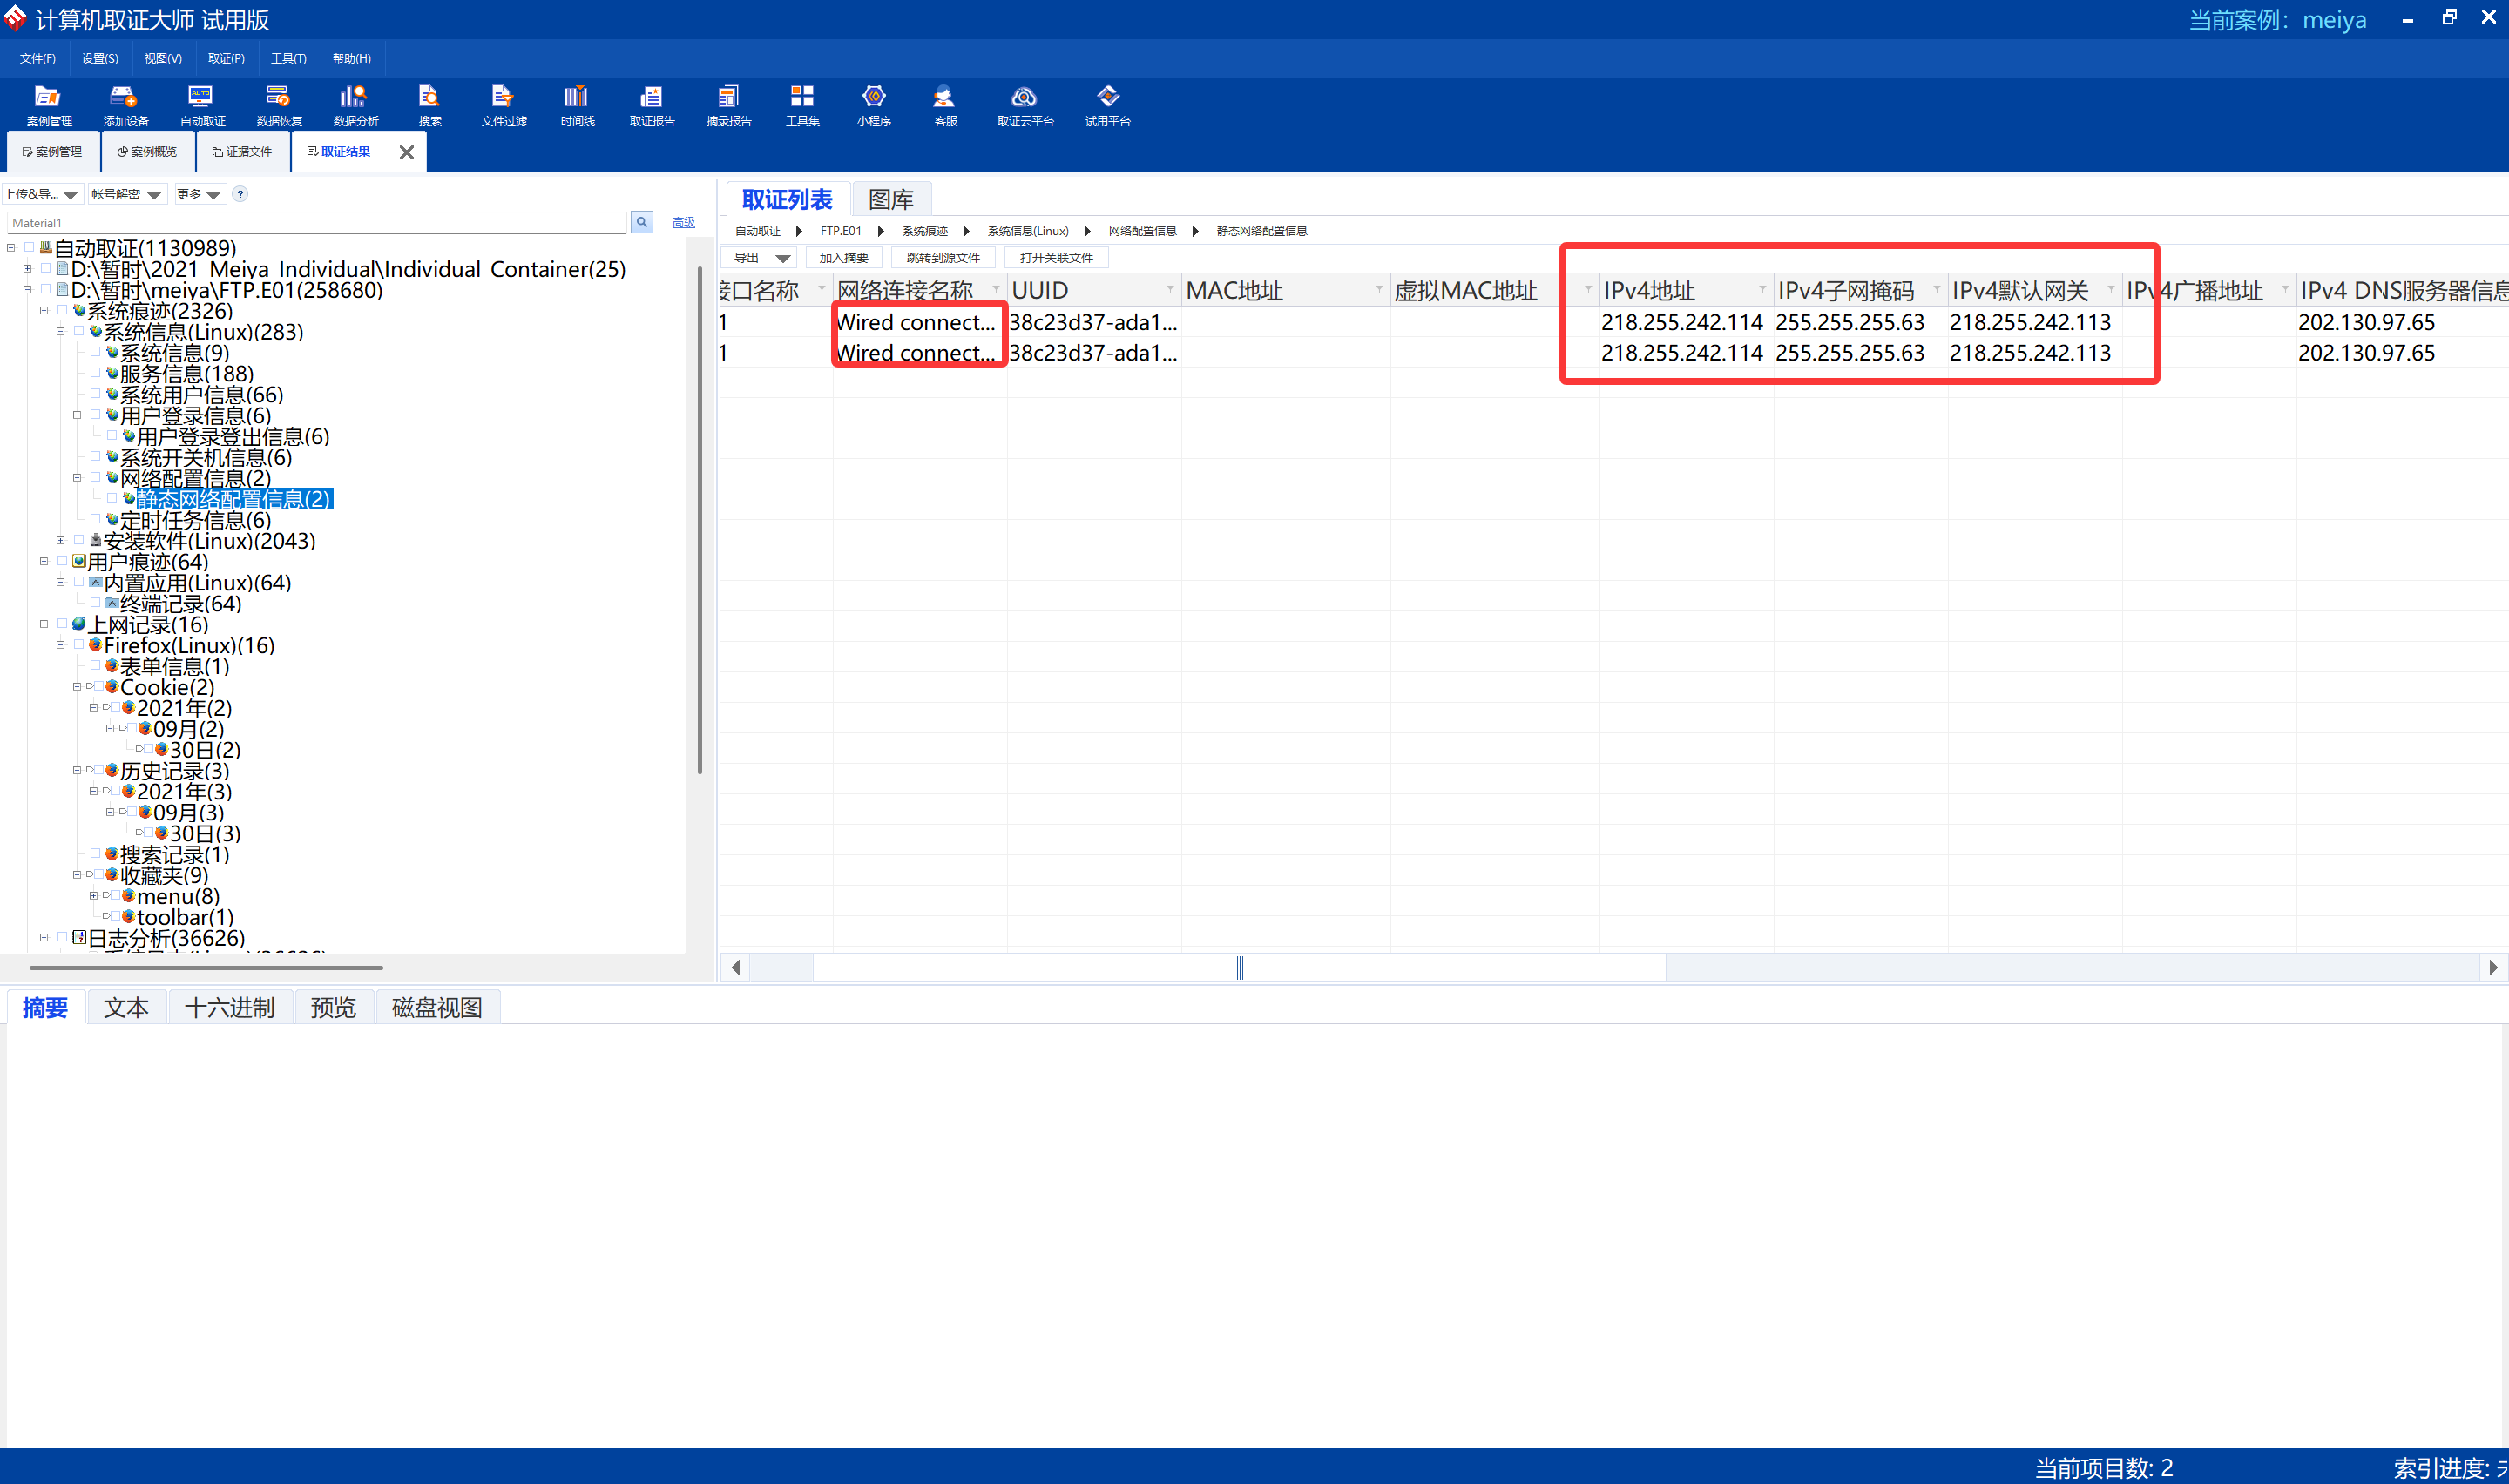 计算机取证大师 试用版
当前案例：meiya
文件(F) 设置(S) 视图(V) 取证(P) 工具(T) 帮助(H)
案例管理 添加设备 自动取证 数据恢复 数据分析 搜索 文件过滤 时间线 取证报告 摘录报告 工具集 小程序 客服 取证云平台 试用平台
案例管理 案例概览 证据文件 取证结果
上传&导... 帐号解密 更多 ?
Material1 高级
自动取证(1130989)
D:\暂时\2021_Meiya_Individual\Individual_Container(25)
D:\暂时\meiya\FTP.E01(258680)
系统痕迹(2326)
系统信息(Linux)(283)
系统信息(9)
服务信息(188)
系统用户信息(66)
用户登录信息(6)
用户登录登出信息(6)
系统开关机信息(6)
网络配置信息(2)
静态网络配置信息(2)
定时任务信息(6)
安装软件(Linux)(2043)
用户痕迹(64)
内置应用(Linux)(64)
终端记录(64)
上网记录(16)
Firefox(Linux)(16)
表单信息(1)
Cookie(2)
2021年(2)
09月(2)
30日(2)
历史记录(3)
2021年(3)
09月(3)
30日(3)
搜索记录(1)
收藏夹(9)
menu(8)
toolbar(1)
日志分析(36626)
取证列表 图库
自动取证 FTP.E01 系统痕迹 系统信息(Linux) 网络配置信息 静态网络配置信息
导出 加入摘要 跳转到源文件 打开关联文件
接口名称 网络连接名称 UUID MAC地址 虚拟MAC地址 IPv4地址 IPv4子网掩码 IPv4默认网关 IPv4广播地址 IPv4 DNS服务器信息
1 Wired connect... 38c23d37-ada1... 218.255.242.114 255.255.255.63 218.255.242.113 202.130.97.65
1 Wired connect... 38c23d37-ada1... 218.255.242.114 255.255.255.63 218.255.242.113 202.130.97.65
摘要 文本 十六进制 预览 磁盘视图
当前项目数: 2 索引进度: